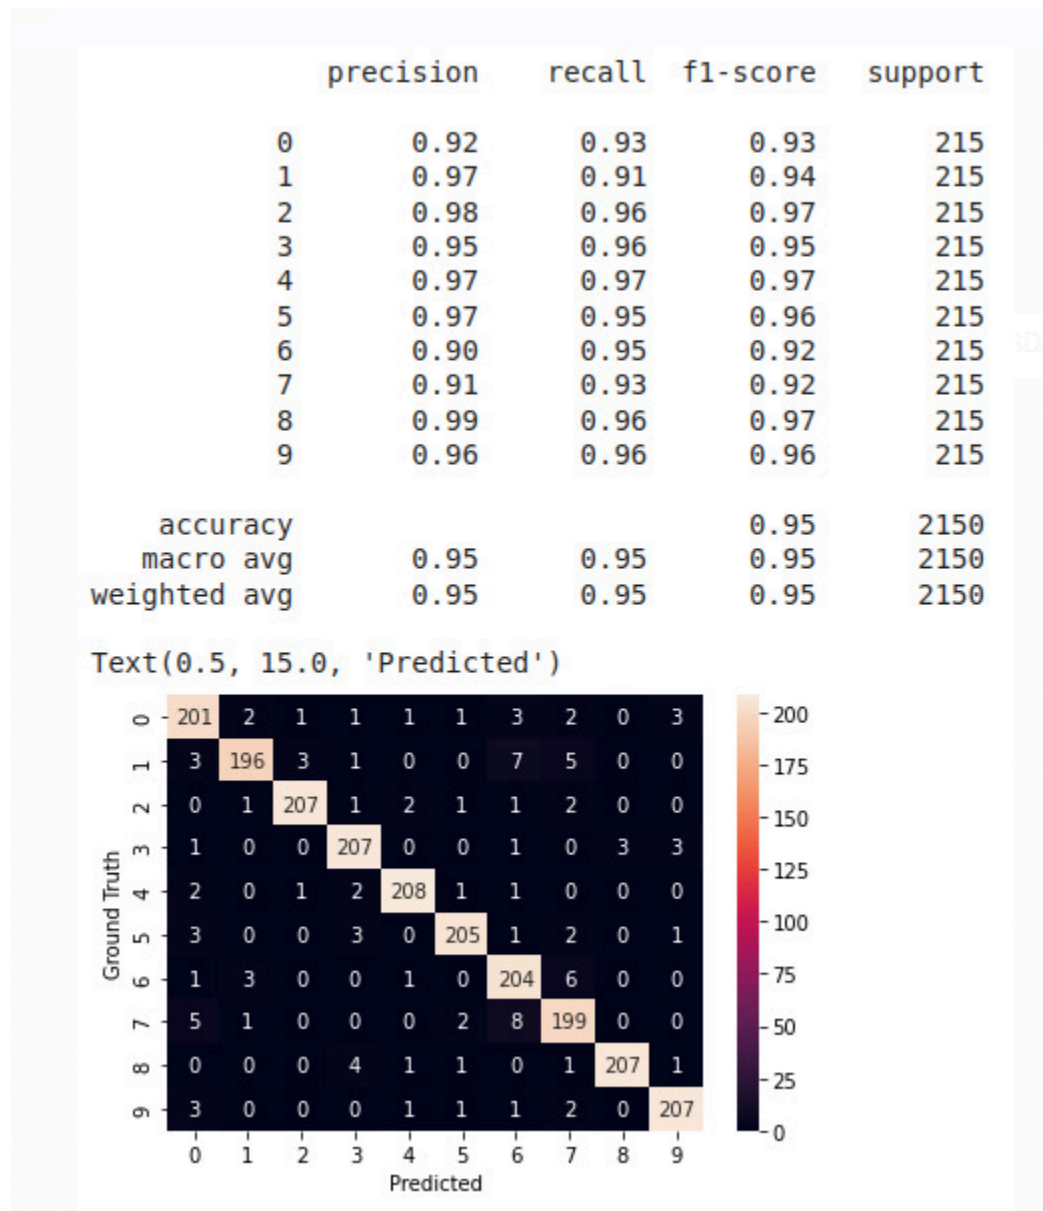 precision recall f1-score support
0 0.92 0.93 0.93 215
1 0.97 0.91 0.94 215
2 0.98 0.96 0.97 215
3 0.95 0.96 0.95 215
4 0.97 0.97 0.97 215
5 0.97 0.95 0.96 215
6 0.90 0.95 0.92 215
7 0.91 0.93 0.92 215
8 0.99 0.96 0.97 215
9 0.96 0.96 0.96 215
accuracy 0.95 2150
macro avg 0.95 0.95 0.95 2150
weighted avg 0.95 0.95 0.95 2150
Text(0.5, 15.0, 'Predicted')
Ground Truth
0 201 2 1 1 1 1 3 2 0 3
1 3 196 3 1 0 0 7 5 0 0
2 0 1 207 1 2 1 1 2 0 0
3 1 0 0 207 0 0 1 0 3 3
4 2 0 1 2 208 1 1 0 0 0
5 3 0 0 3 0 205 1 2 0 1
6 1 3 0 0 1 0 204 6 0 0
7 5 1 0 0 0 2 8 199 0 0
8 0 0 0 4 1 1 0 1 207 1
9 3 0 0 0 1 1 1 2 0 207
0 1 2 3 4 5 6 7 8 9
Predicted
200
175
150
125
100
75
50
25
0